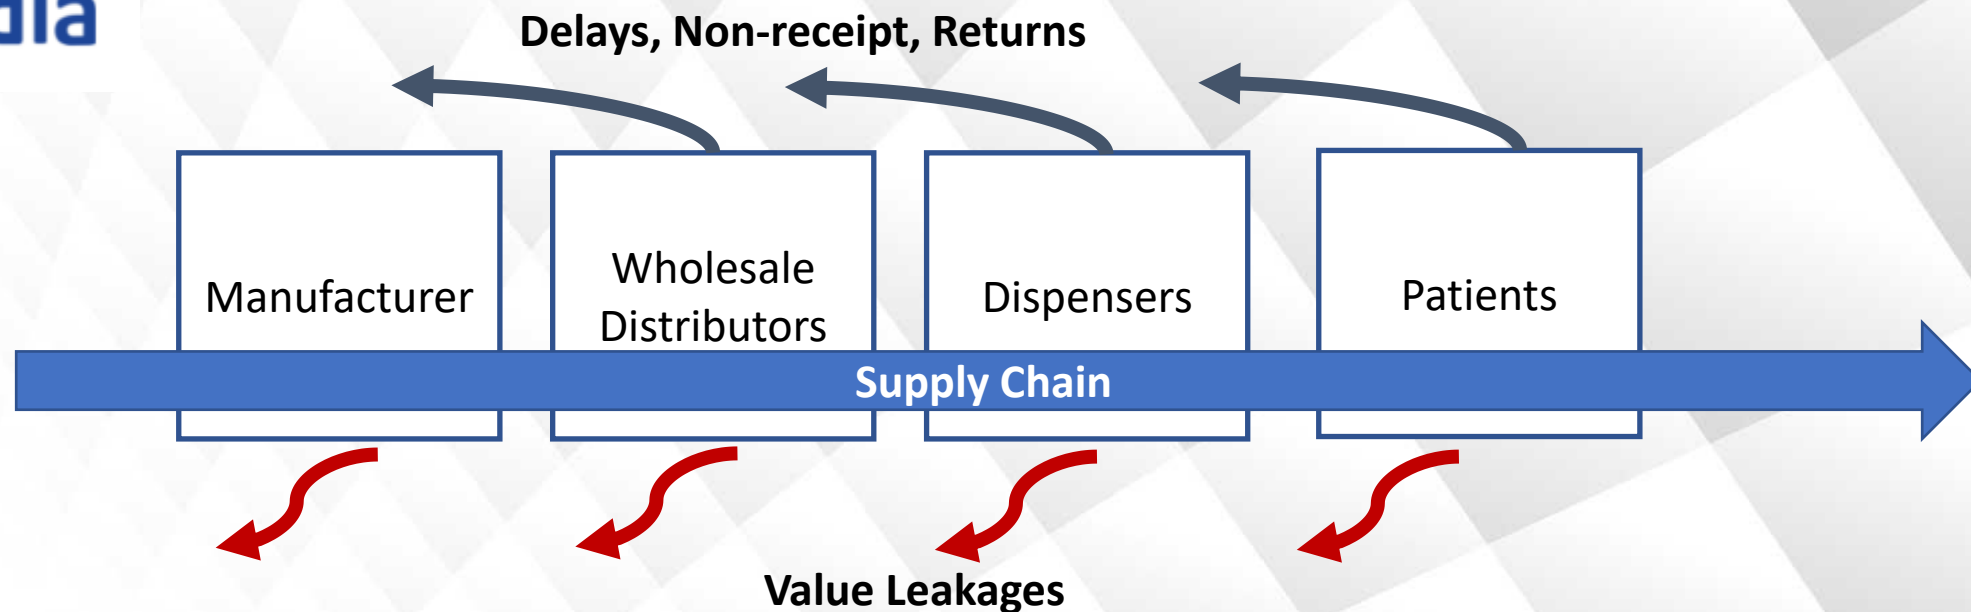 Delays, Non-receipt, Returns
Manufacturer
Wholesale
Distributors
Dispensers
Patients
Supply Chain
Value Leakages